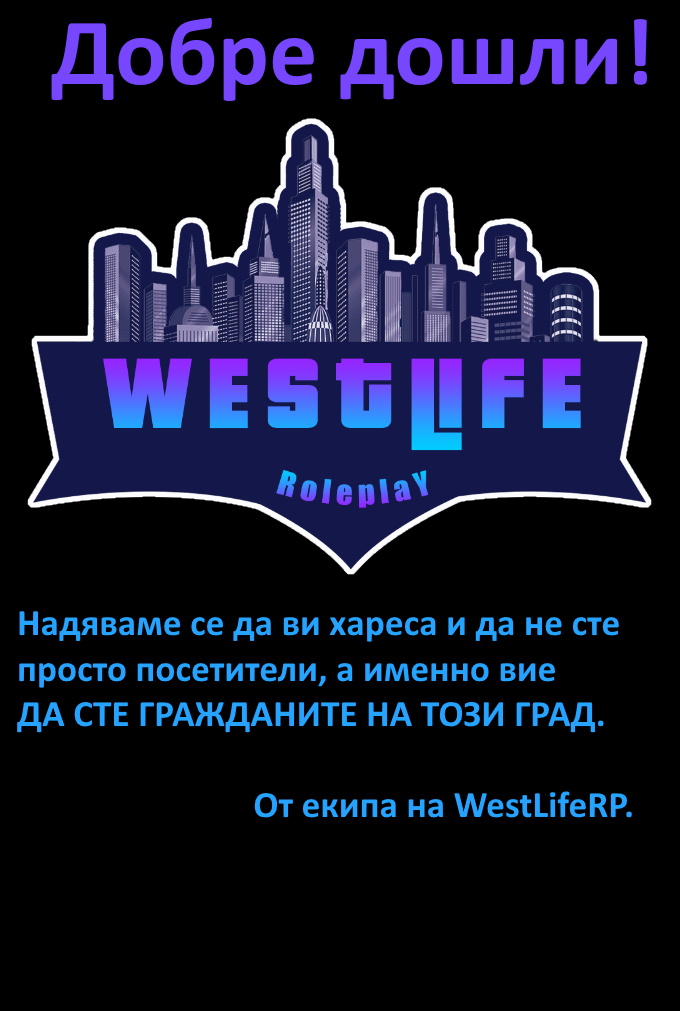 Добре дошли!
WESTLIFE
RoleplaY
Надяваме се да ви хареса и да не сте
просто посетители, а именно вие
ДА СТЕ ГРАЖДАНИТЕ НА ТОЗИ ГРАД.
От екипа на WestLifeRP.